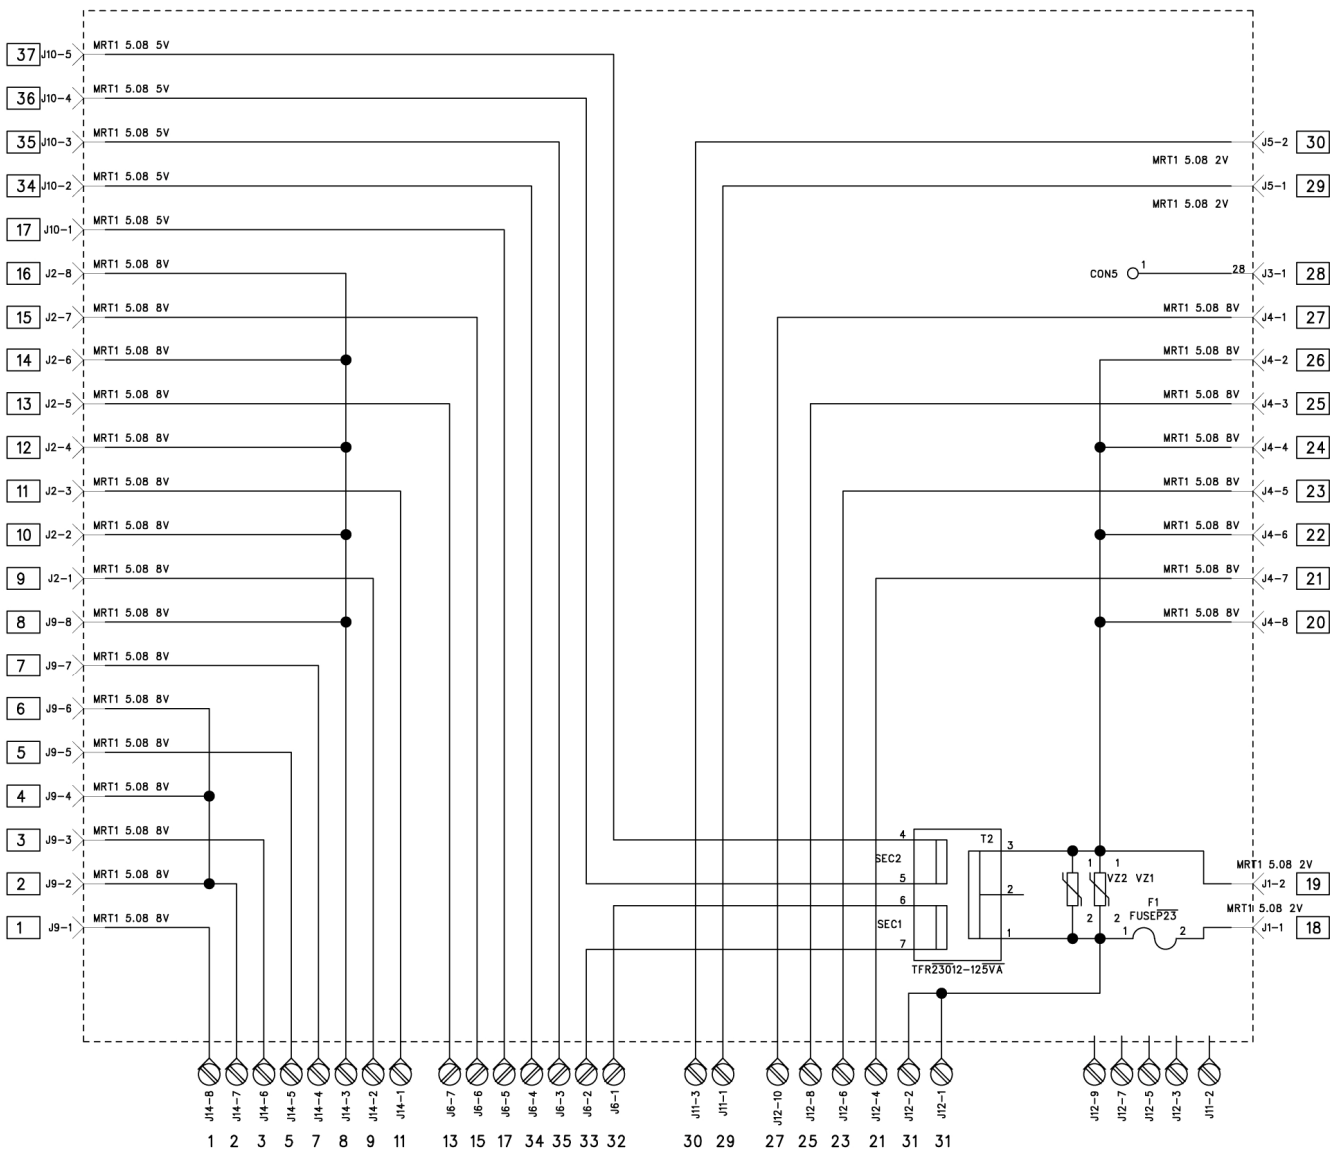 37 J10-5 MRT1 5.08 5V
36 J10-4 MRT1 5.08 5V
35 J10-3 MRT1 5.08 5V
J5-2 30
MRT1 5.08 2V
34 J10-2 MRT1 5.08 5V
J5-1 29
MRT1 5.08 2V
17 J10-1 MRT1 5.08 5V
16 J2-8 MRT1 5.08 8V
CON5 1 28 J3-1 28
15 J2-7 MRT1 5.08 8V
MRT1 5.08 8V J4-1 27
14 J2-6 MRT1 5.08 8V
MRT1 5.08 8V J4-2 26
13 J2-5 MRT1 5.08 8V
MRT1 5.08 8V J4-3 25
12 J2-4 MRT1 5.08 8V
MRT1 5.08 8V J4-4 24
11 J2-3 MRT1 5.08 8V
MRT1 5.08 8V J4-5 23
10 J2-2 MRT1 5.08 8V
MRT1 5.08 8V J4-6 22
9 J2-1 MRT1 5.08 8V
MRT1 5.08 8V J4-7 21
8 J9-8 MRT1 5.08 8V
MRT1 5.08 8V J4-8 20
7 J9-7 MRT1 5.08 8V
6 J9-6 MRT1 5.08 8V
5 J9-5 MRT1 5.08 8V
4 J9-4 MRT1 5.08 8V
3 J9-3 MRT1 5.08 8V
4 T2 3
SEC2
1 1
MRT1 5.08 2V
2 J9-2 MRT1 5.08 8V
5 2
VZ2 VZ1
J1-2 19
6
F1
MRT1 5.08 2V
1 J9-1 MRT1 5.08 8V
SEC1
2 2
FUSEP23
J1-1 18
7 1 1 2
TFR23012-125VA
J14-8 J14-7 J14-6 J14-5 J14-4 J14-3 J14-2 J14-1 J6-7 J6-6 J6-5 J6-4 J6-3 J6-2 J6-1 J11-3 J11-1 J12-10 J12-8 J12-6 J12-4 J12-2 J12-1 J12-9 J12-7 J12-5 J12-3 J11-2
1 2 3 5 7 8 9 11 13 15 17 34 35 33 32 30 29 27 25 23 21 31 31